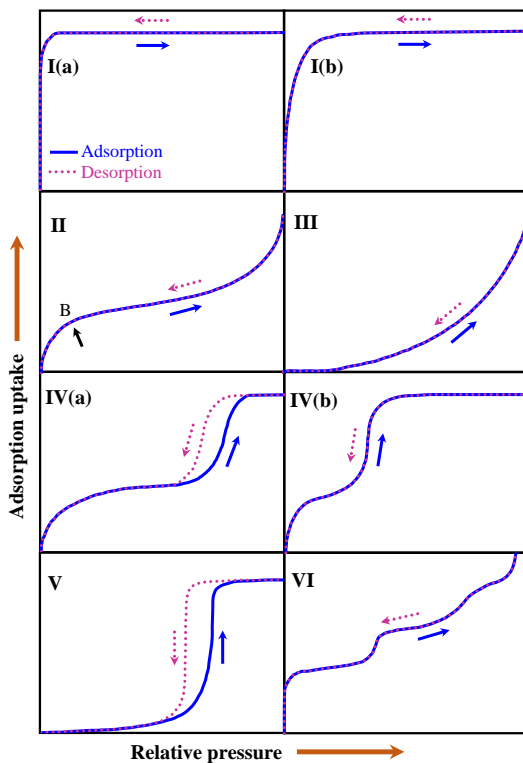 I(a)
I(b)
Adsorption
Desorption
II
III
B
IV(a)
IV(b)
V
VI
Adsorption uptake
Relative pressure